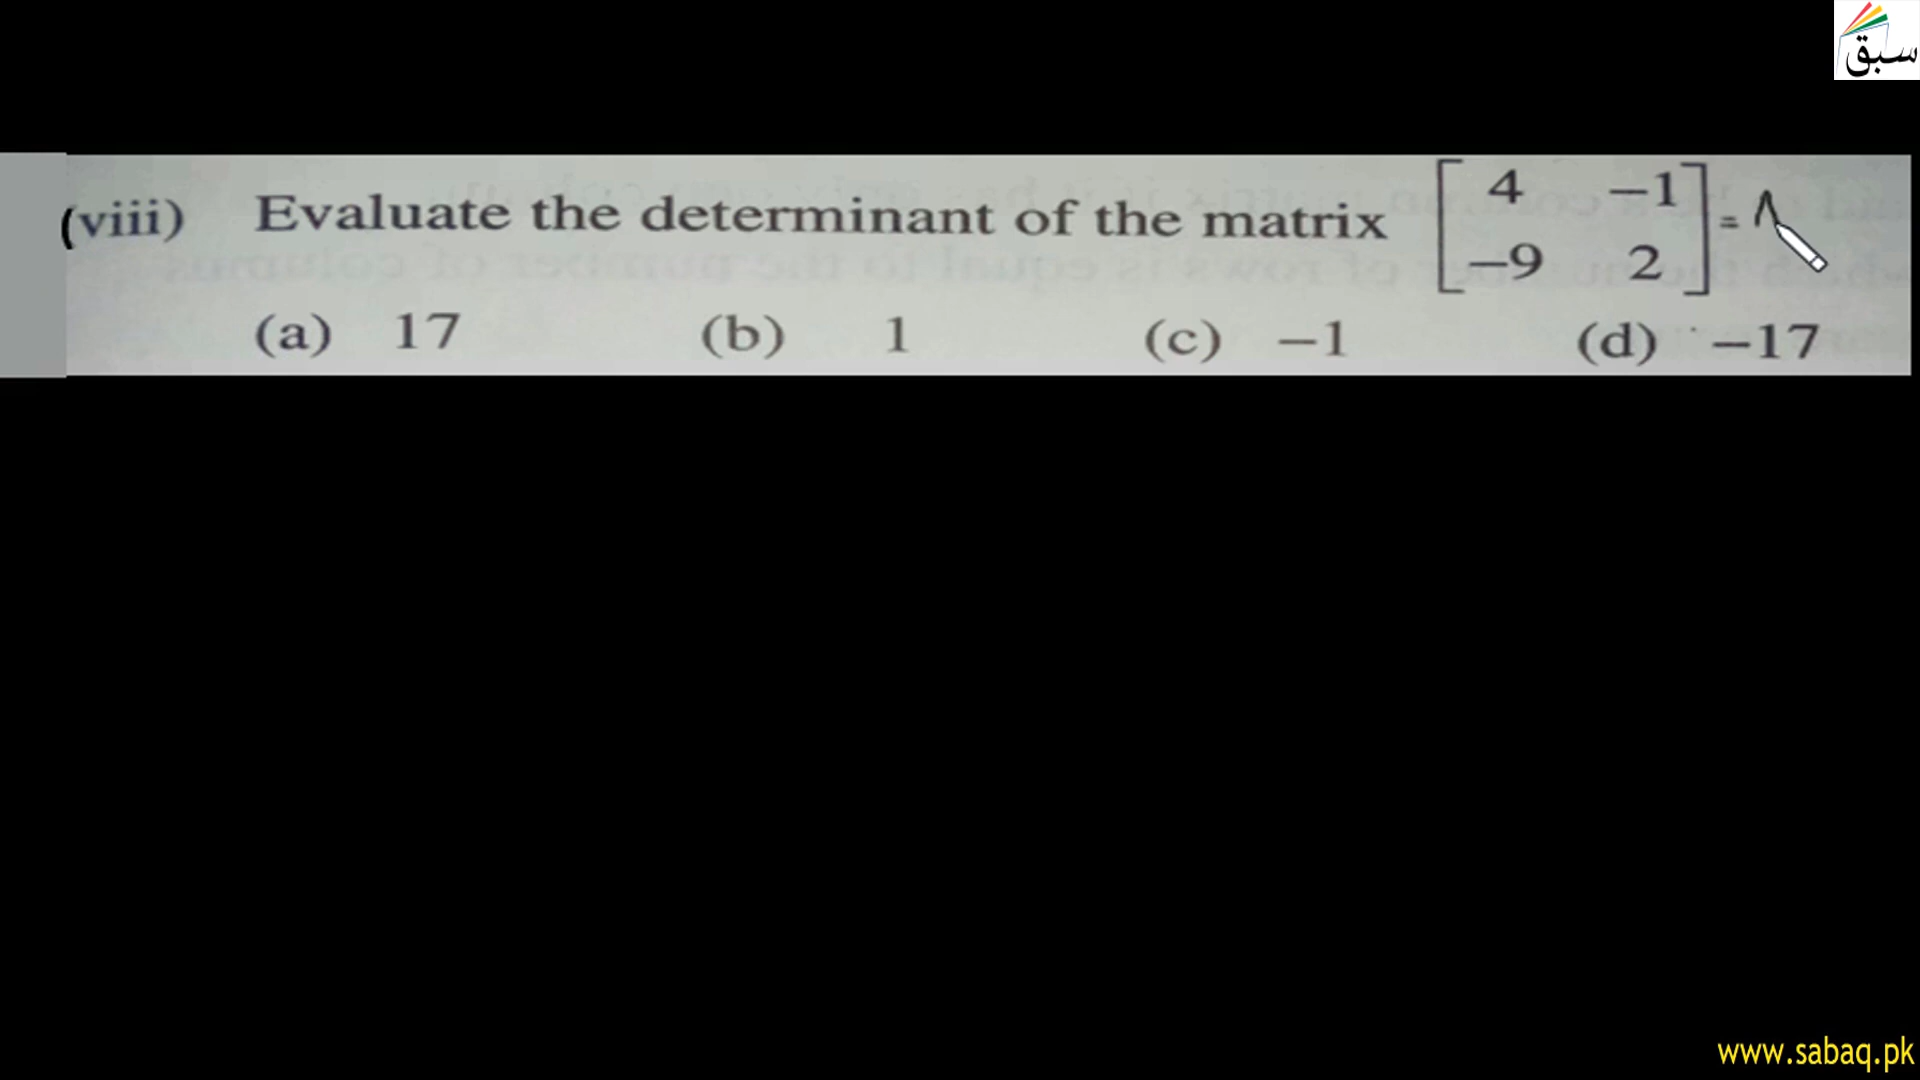 سبق
(viii) Evaluate the determinant of the matrix [ 4 −1 ] =
[ −9 2 ]
(a) 17 (b) 1 (c) −1 (d) −17
www.sabaq.pk